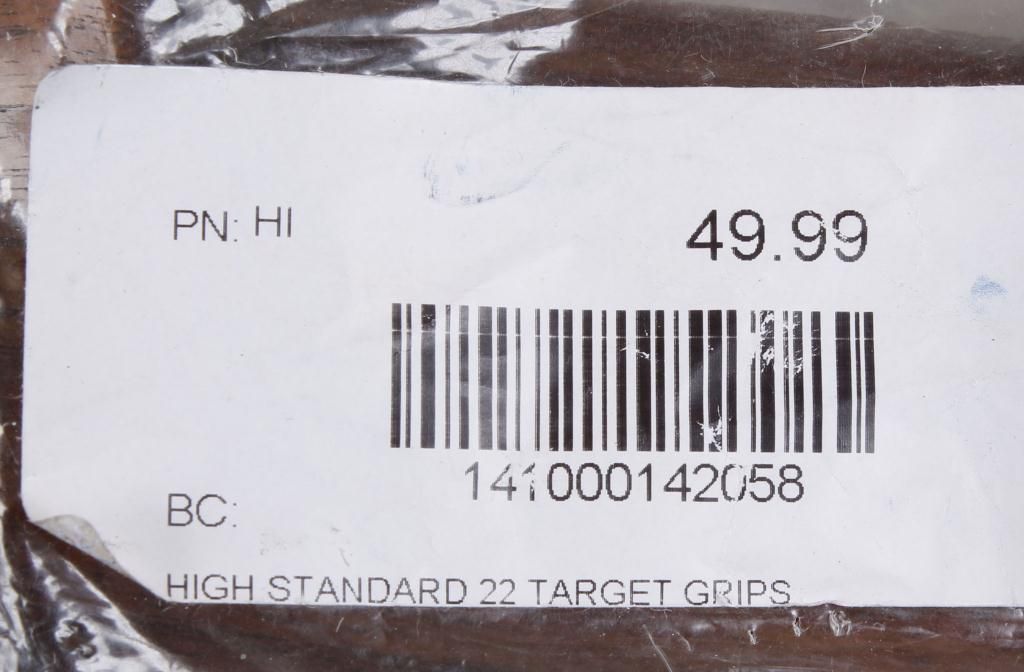 PN: HI
49.99
141000142058
BC:
HIGH STANDARD 22 TARGET GRIPS